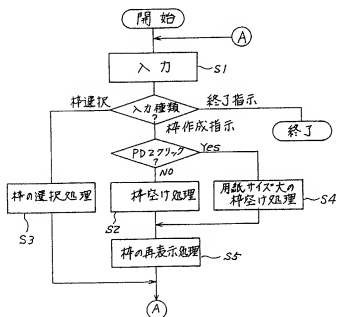 開始
A
入力
S1
枠選択
入力種類
?
終了指示
枠作成指示
終了
PDエクリック
?
Yes
NO
枠の選択処理
枠空け処理
用紙サイズ大の
枠空け処理
S3
S2
S4
枠の再表示処理
S5
A